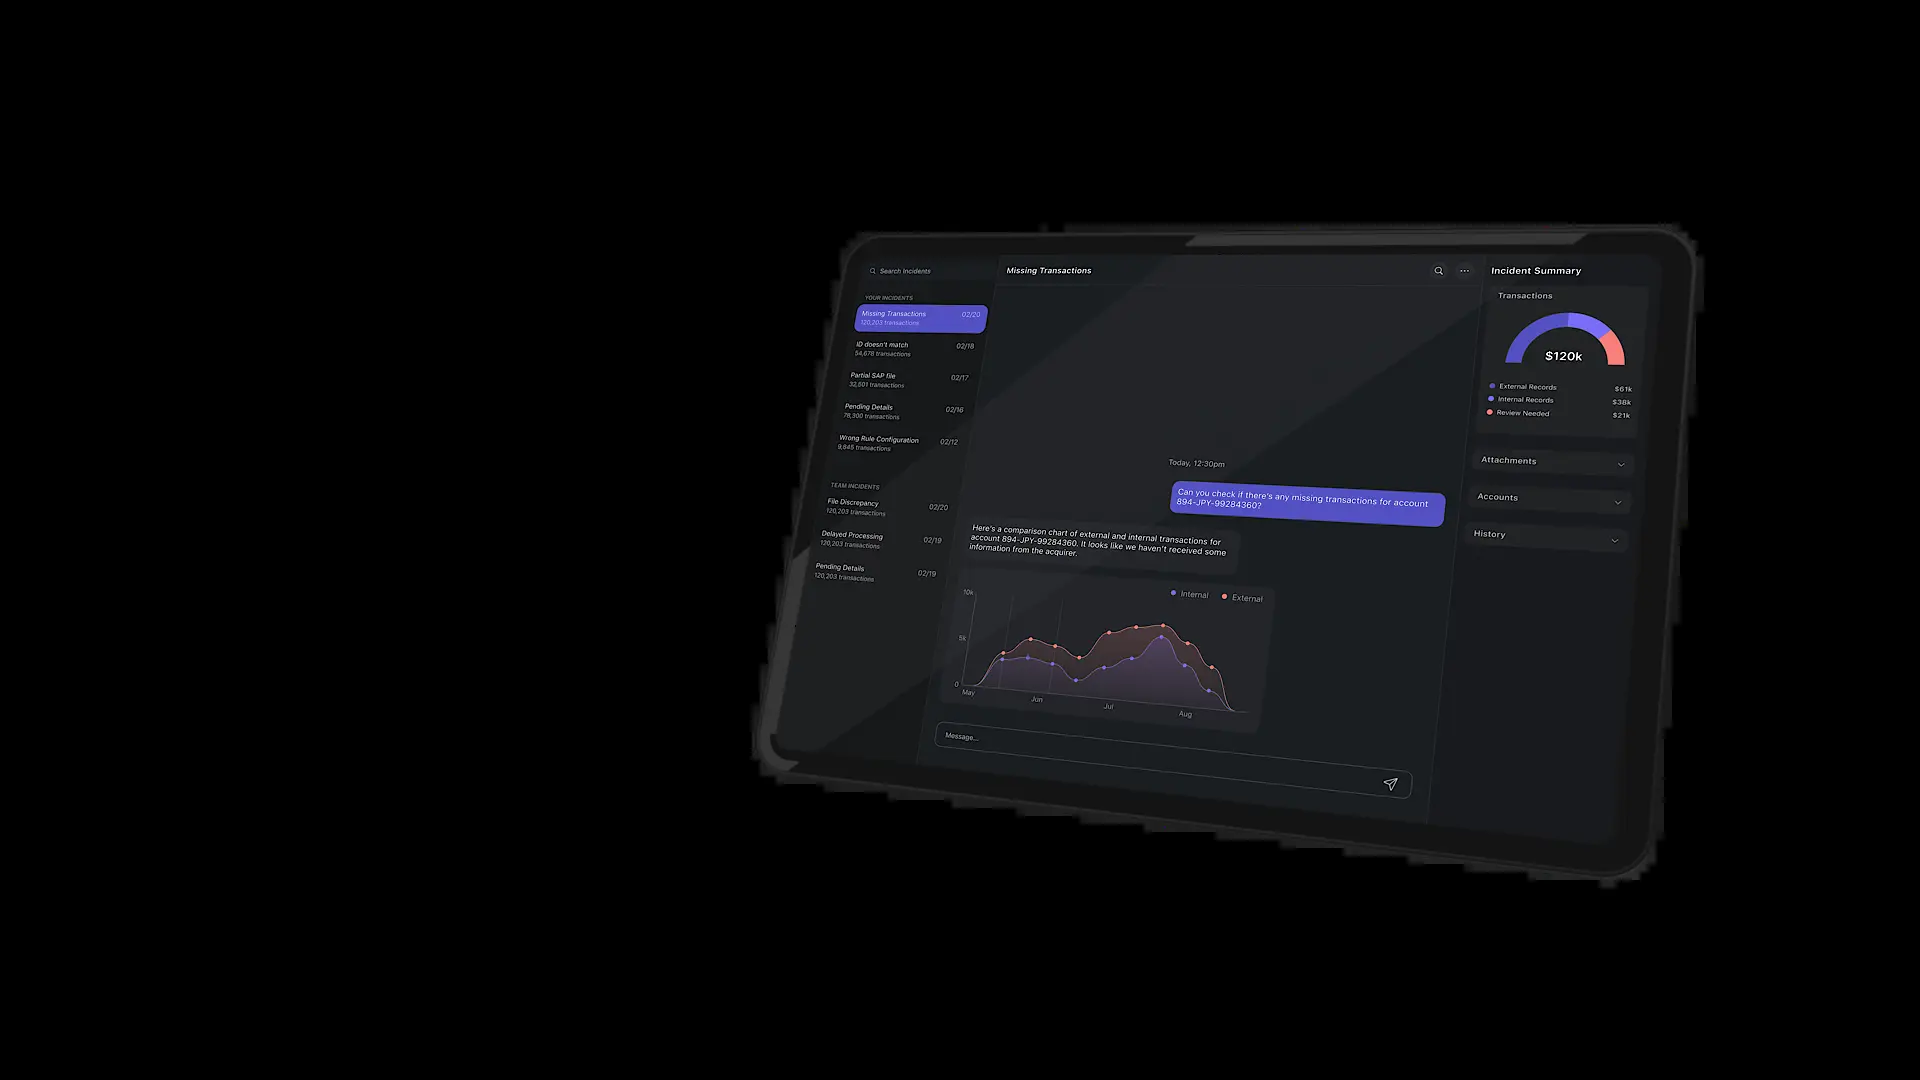 Search Incidents
YOUR INCIDENTS
Missing Transactions 02/20
120,203 transactions
ID doesn't match 02/18
54,678 transactions
Partial SAP file 02/17
32,601 transactions
Pending Details 02/16
78,300 transactions
Wrong Rule Configuration 02/12
9,845 transactions
TEAM INCIDENTS
File Discrepancy 02/20
120,203 transactions
Delayed Processing 02/19
120,203 transactions
Pending Details 02/19
120,203 transactions
Missing Transactions
Today, 12:30pm
Can you check if there's any missing transactions for account
894-JPY-99284360?
Here's a comparison chart of external and internal transactions for
account 894-JPY-99284360. It looks like we haven't received some
information from the acquirer.
Internal External
10k
5k
0
May Jun Jul Aug
Message...
Incident Summary
Transactions
$120k
External Records $61k
Internal Records $38k
Review Needed $21k
Attachments
Accounts
History